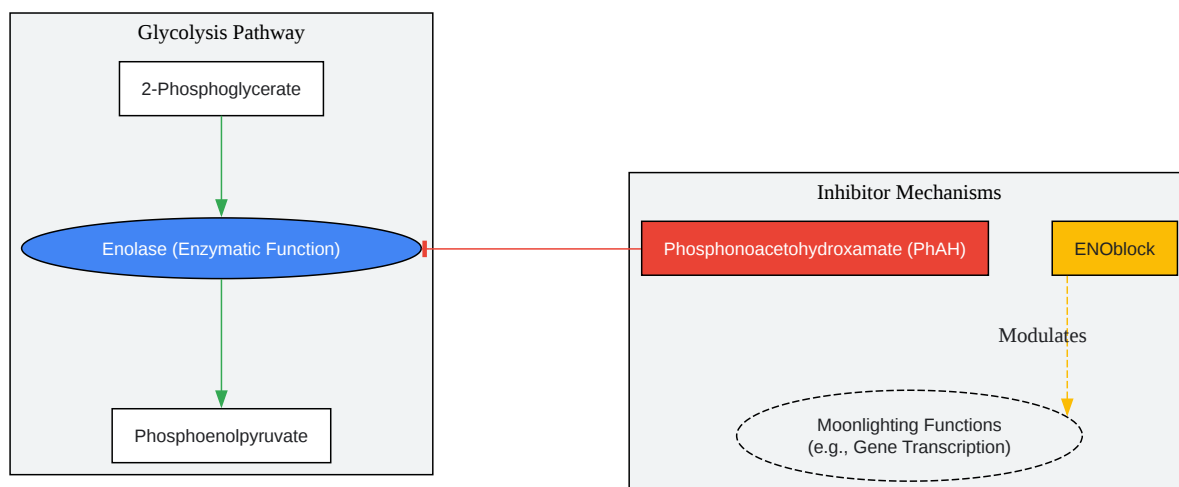 Glycolysis Pathway
2-Phosphoglycerate
Enolase (Enzymatic Function)
Phosphoenolpyruvate
Inhibitor Mechanisms
Phosphonoacetohydroxamate (PhAH)
ENOblock
Modulates
Moonlighting Functions
(e.g., Gene Transcription)